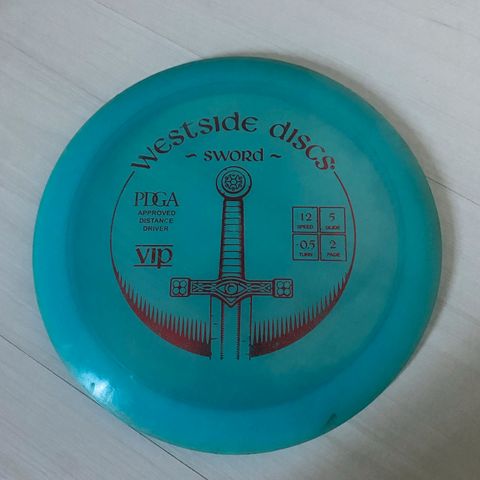 westside discs
~ sword ~
PDGA
APPROVED
DISTANCE
DRIVER
vip
12 5
SPEED GLIDE
-0.5 2
TURN FADE